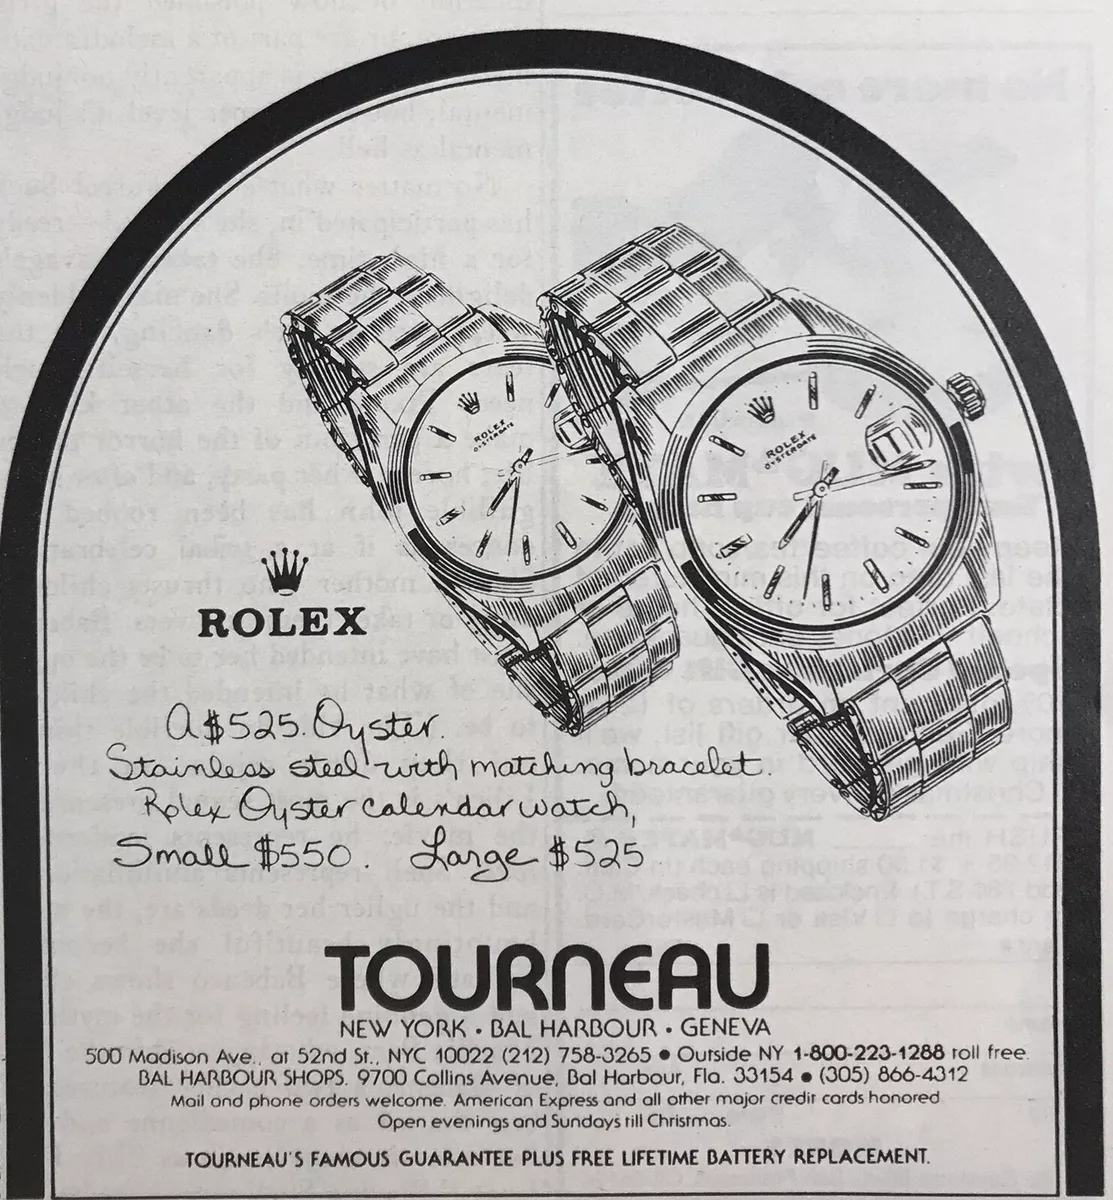 ROLEX
OYSTERDATE
ROLEX
OYSTERDATE
11
ROLEX
A $525. Oyster
Stainless steel with matching bracelet.
Rolex Oyster calendar watch,
Small $550. Large $525
TOURNEAU
NEW YORK • BAL HARBOUR • GENEVA
500 Madison Ave., at 52nd St., NYC 10022 (212) 758-3265 • Outside NY 1-800-223-1288 toll free.
BAL HARBOUR SHOPS. 9700 Collins Avenue, Bal Harbour, Fla. 33154 • (305) 866-4312
Mail and phone orders welcome. American Express and all other major credit cards honored
Open evenings and Sundays till Christmas.
TOURNEAU'S FAMOUS GUARANTEE PLUS FREE LIFETIME BATTERY REPLACEMENT.